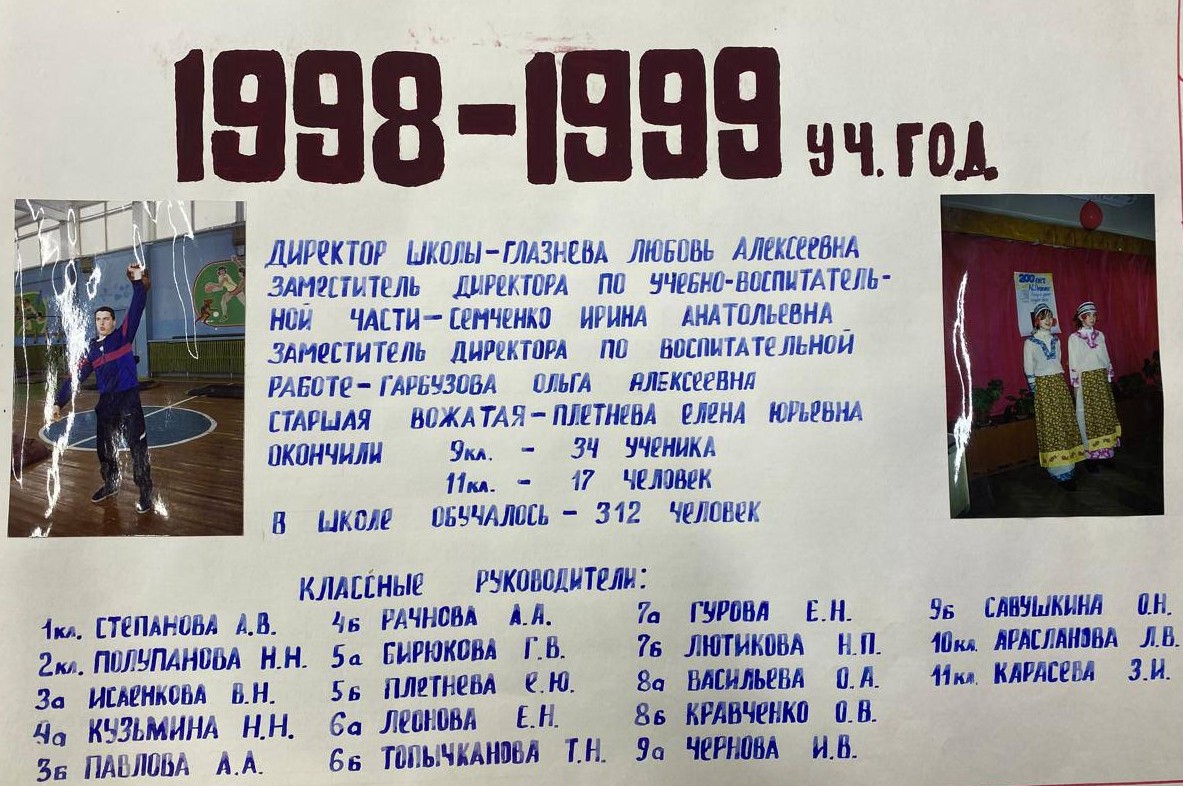 1998-1999 УЧ. ГОД.
ДИРЕКТОР ШКОЛЫ-ГЛАЗНЕВА ЛЮБОВЬ АЛЕКСЕЕВНА
ЗАМЕСТИТЕЛЬ ДИРЕКТОРА ПО УЧЕБНО-ВОСПИТАТЕЛЬ-
НОЙ ЧАСТИ-СЕМЧЕНКО ИРИНА АНАТОЛЬЕВНА
ЗАМЕСТИТЕЛЬ ДИРЕКТОРА ПО ВОСПИТАТЕЛЬНОЙ
РАБОТЕ-ГАРБУЗОВА ОЛЬГА АЛЕКСЕЕВНА
СТАРШАЯ ВОЖАТАЯ-ПЛЕТНЕВА ЕЛЕНА ЮРЬЕВНА
ОКОНЧИЛИ 9кл. - 34 УЧЕНИКА
11кл. - 17 ЧЕЛОВЕК
В ШКОЛЕ ОБУЧАЛОСЬ - 312 ЧЕЛОВЕК
200 лет
КЛАССНЫЕ РУКОВОДИТЕЛИ:
1кл. СТЕПАНОВА А.В.
2кл. ПОЛУПАНОВА Н.Н.
3а ИСАЕНКОВА В.Н.
4а КУЗЬМИНА Н.Н.
3б ПАВЛОВА А.А.
4б РАЧНОВА А.А.
5а БИРЮКОВА Г.В.
5б ПЛЕТНЕВА Е.Ю.
6а ЛЕОНОВА Е.Н.
6б ТОПЫЧКАНОВА Т.Н.
7а ГУРОВА Е.Н.
7б ЛЮТИКОВА Н.П.
8а ВАСИЛЬЕВА О.А.
8б КРАВЧЕНКО О.В.
9а ЧЕРНОВА И.В.
9б САВУШКИНА О.Н.
10кл. АРАСЛАНОВА Л.В.
11кл. КАРАСЕВА З.И.